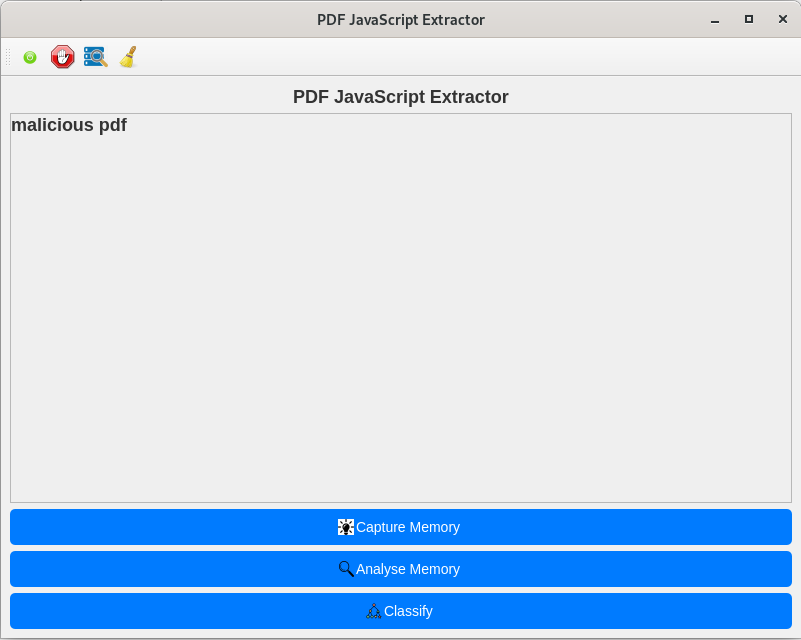 PDF JavaScript Extractor
PDF JavaScript Extractor
malicious pdf
Capture Memory
Analyse Memory
Classify